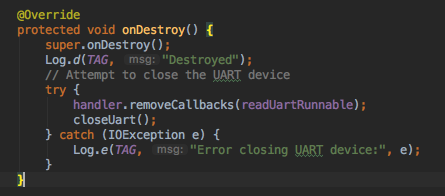 @Override
protected void onDestroy() {
super.onDestroy();
Log.d(TAG, msg: "Destroyed");
// Attempt to close the UART device
try {
handler.removeCallbacks(readUartRunnable);
closeUart();
} catch (IOException e) {
Log.e(TAG, msg: "Error closing UART device:", e);
}
}